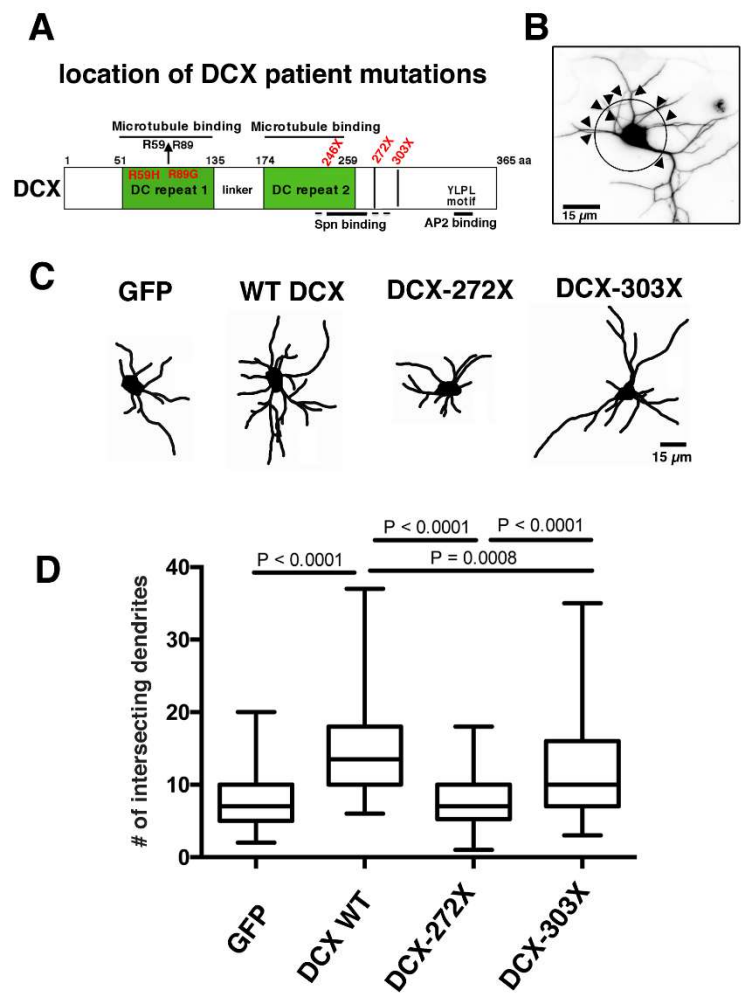 A
B
location of DCX patient mutations
Microtubule binding Microtubule binding
R59 R89 246X 272X 303X
1 51 135 174 259 365 aa
R59H R89G
DCX DC repeat 1 linker DC repeat 2 YLPL
motif
Spn binding AP2 binding
15 µm
C
GFP WT DCX DCX-272X DCX-303X
15 µm
D
P < 0.0001 P < 0.0001
P < 0.0001 P = 0.0008
# of intersecting dendrites
40
30
20
10
0
GFP
DCX WT
DCX-272X
DCX-303X